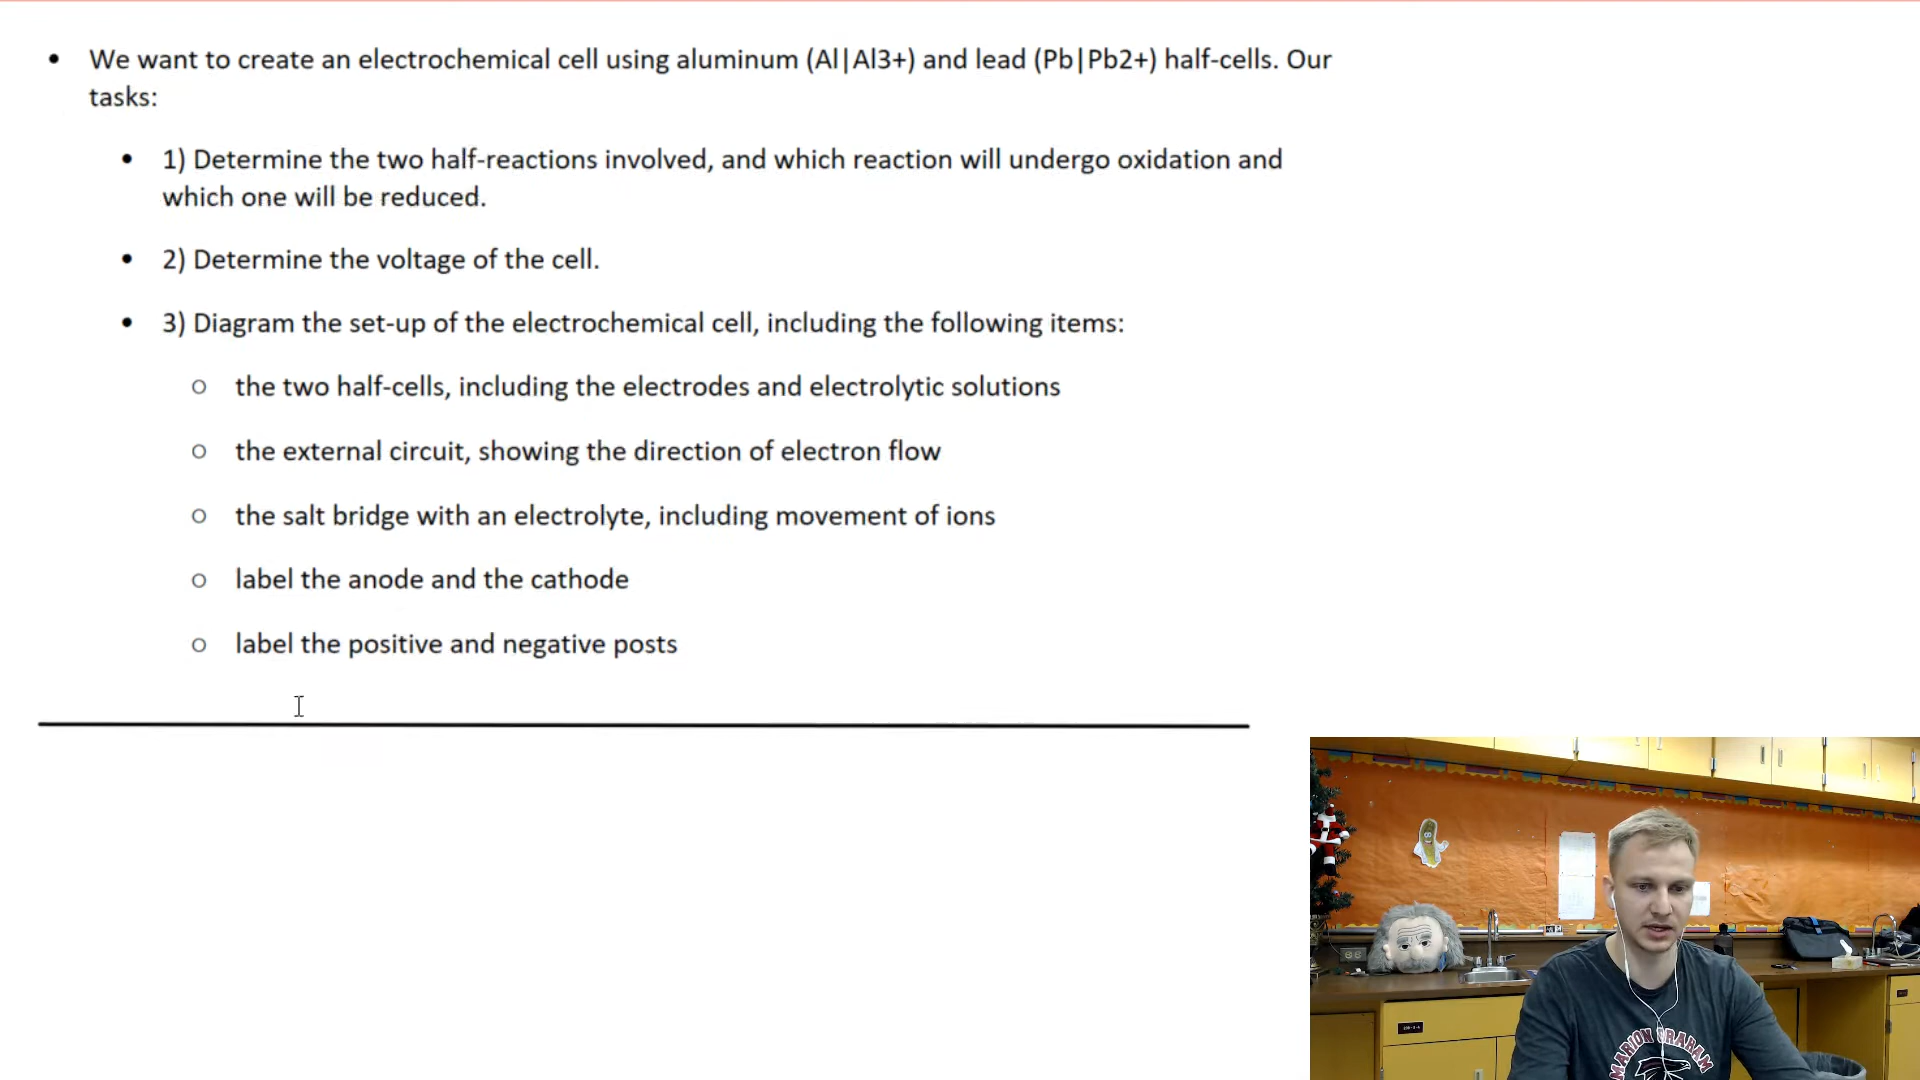 • We want to create an electrochemical cell using aluminum (Al|Al3+) and lead (Pb|Pb2+) half-cells. Our
tasks:
• 1) Determine the two half-reactions involved, and which reaction will undergo oxidation and
which one will be reduced.
• 2) Determine the voltage of the cell.
• 3) Diagram the set-up of the electrochemical cell, including the following items:
o the two half-cells, including the electrodes and electrolytic solutions
o the external circuit, showing the direction of electron flow
o the salt bridge with an electrolyte, including movement of ions
o label the anode and the cathode
o label the positive and negative posts
MARION GRAHAM